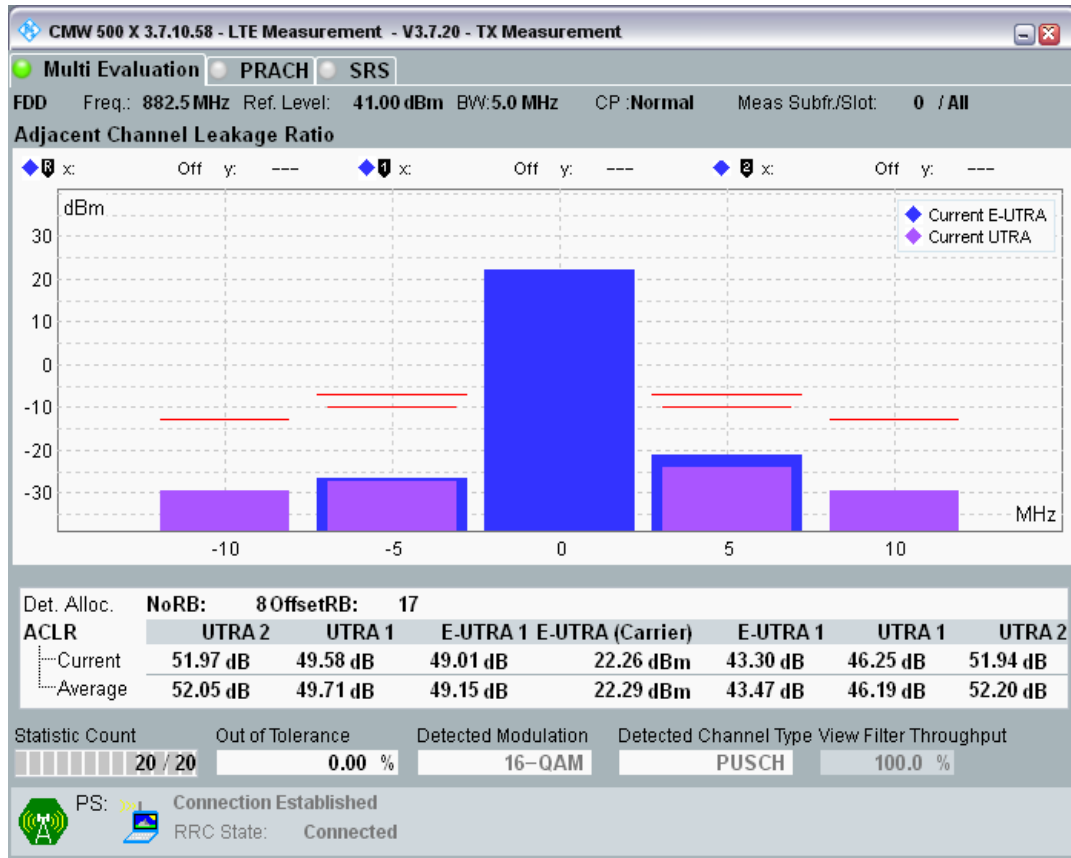 CMW 500 X 3.7.10.58 - LTE Measurement - V3.7.20 - TX Measurement
Multi Evaluation PRACH SRS
FDD Freq.: 882.5 MHz Ref. Level: 41.00 dBm BW: 5.0 MHz CP :Normal Meas Subfr./Slot: 0 / All
Adjacent Channel Leakage Ratio
R x: Off y: --- 1 x: Off y: --- 2 x: Off y: ---
dBm
Current E-UTRA
Current UTRA
30
20
10
0
-10
-20
-30
MHz
-10 -5 0 5 10
Det. Alloc. NoRB: 8 OffsetRB: 17
ACLR UTRA 2 UTRA 1 E-UTRA 1 E-UTRA (Carrier) E-UTRA 1 UTRA 1 UTRA 2
Current 51.97 dB 49.58 dB 49.01 dB 22.26 dBm 43.30 dB 46.25 dB 51.94 dB
Average 52.05 dB 49.71 dB 49.15 dB 22.29 dBm 43.47 dB 46.19 dB 52.20 dB
Statistic Count Out of Tolerance Detected Modulation Detected Channel Type View Filter Throughput
20 / 20 0.00 % 16-QAM PUSCH 100.0 %
PS: Connection Established
RRC State: Connected